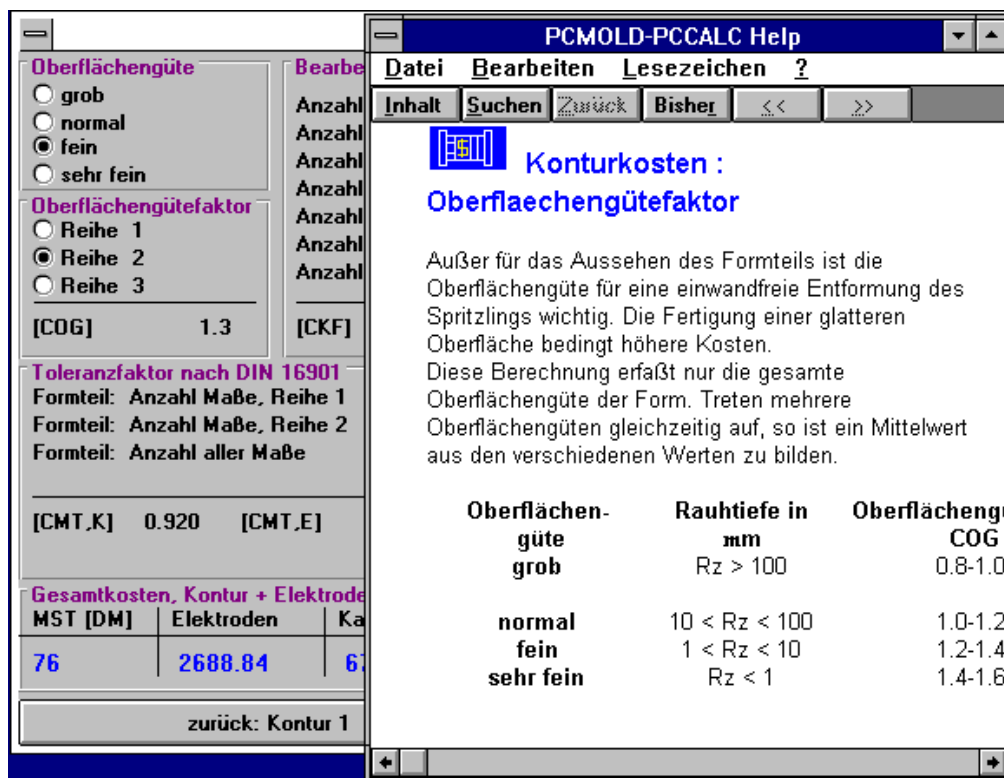 Oberflächengüte
grob
normal
fein
sehr fein
Oberflächengütefaktor
Reihe 1
Reihe 2
Reihe 3
[COG] 1.3
Bearbe
Anzahl
Anzahl
Anzahl
Anzahl
Anzahl
Anzahl
Anzahl
[CKF]
Toleranzfaktor nach DIN 16901
Formteil: Anzahl Maße, Reihe 1
Formteil: Anzahl Maße, Reihe 2
Formteil: Anzahl aller Maße
[CMT,K] 0.920 [CMT,E]
Gesamtkosten, Kontur + Elektrode
MST [DM] Elektroden Ka
76 2688.84 67
zurück: Kontur 1
PCMOLD-PCCALC Help
Datei Bearbeiten Lesezeichen ?
Inhalt Suchen Zurück Bisher << >>
$ Konturkosten :
Oberflaechengütefaktor
Außer für das Aussehen des Formteils ist die
Oberflächengüte für eine einwandfreie Entformung des
Spritzlings wichtig. Die Fertigung einer glatteren
Oberfläche bedingt höhere Kosten.
Diese Berechnung erfaßt nur die gesamte
Oberflächengüte der Form. Treten mehrere
Oberflächengüten gleichzeitig auf, so ist ein Mittelwert
aus den verschiedenen Werten zu bilden.
Oberflächen- Rauhtiefe in Oberflächengü
güte mm COG
grob Rz > 100 0.8-1.0
normal 10 < Rz < 100 1.0-1.2
fein 1 < Rz < 10 1.2-1.4
sehr fein Rz < 1 1.4-1.6